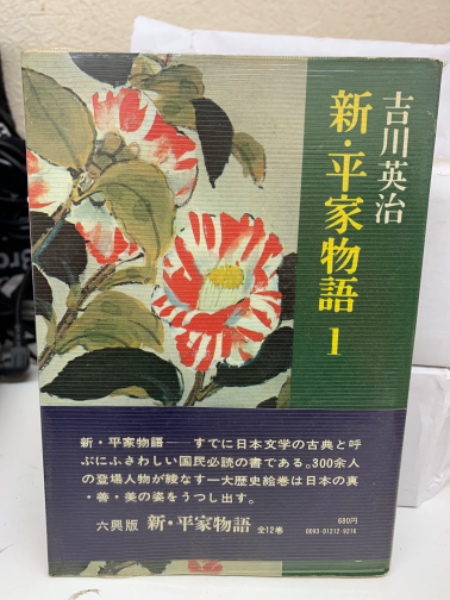 吉川英治
新・平家物語 1
新・平家物語――すでに日本文学の古典と呼
ぶにふさわしい国民必読の書である。300余人
の登場人物が綾なす一大歴史絵巻は日本の真
・善・美の姿をうつし出す。
六興版 新・平家物語 全12巻
680円
0093-01212-9216